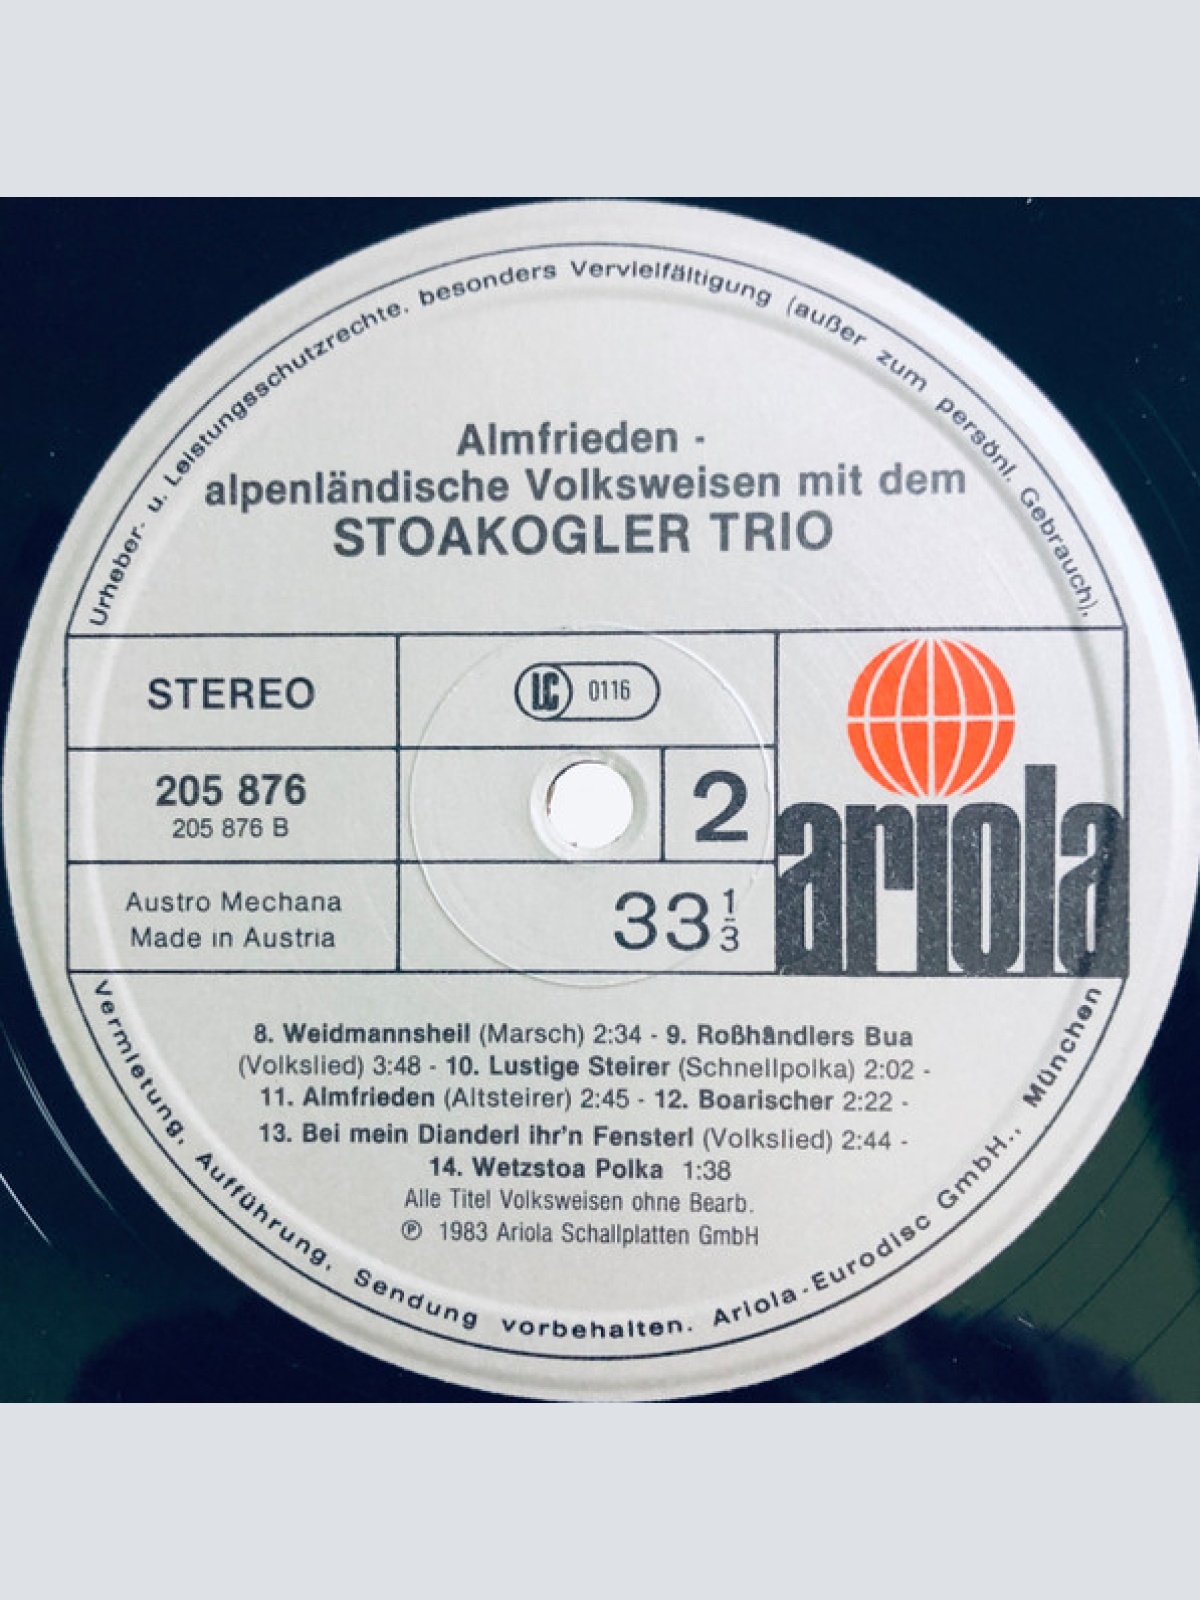 Urheber- u. Leistungsschutzrechte, besonders Vervielfältigung (außer zum persönl. Gebrauch),
Almfrieden -
alpenländische Volksweisen mit dem
STOAKOGLER TRIO
STEREO
LC 0116
205 876
205 876 B
2
ariola
Austro Mechana
Made in Austria
33 1/3
8. Weidmannsheil (Marsch) 2:34 - 9. Roßhändlers Bua
(Volkslied) 3:48 - 10. Lustige Steirer (Schnellpolka) 2:02 -
11. Almfrieden (Altsteirer) 2:45 - 12. Boarischer 2:22 -
13. Bei mein Dianderl ihr'n Fensterl (Volkslied) 2:44 -
14. Wetzstoa Polka 1:38
Alle Titel Volksweisen ohne Bearb.
℗ 1983 Ariola Schallplatten GmbH
Vermietung, Aufführung, Sendung vorbehalten. Ariola-Eurodisc GmbH., München